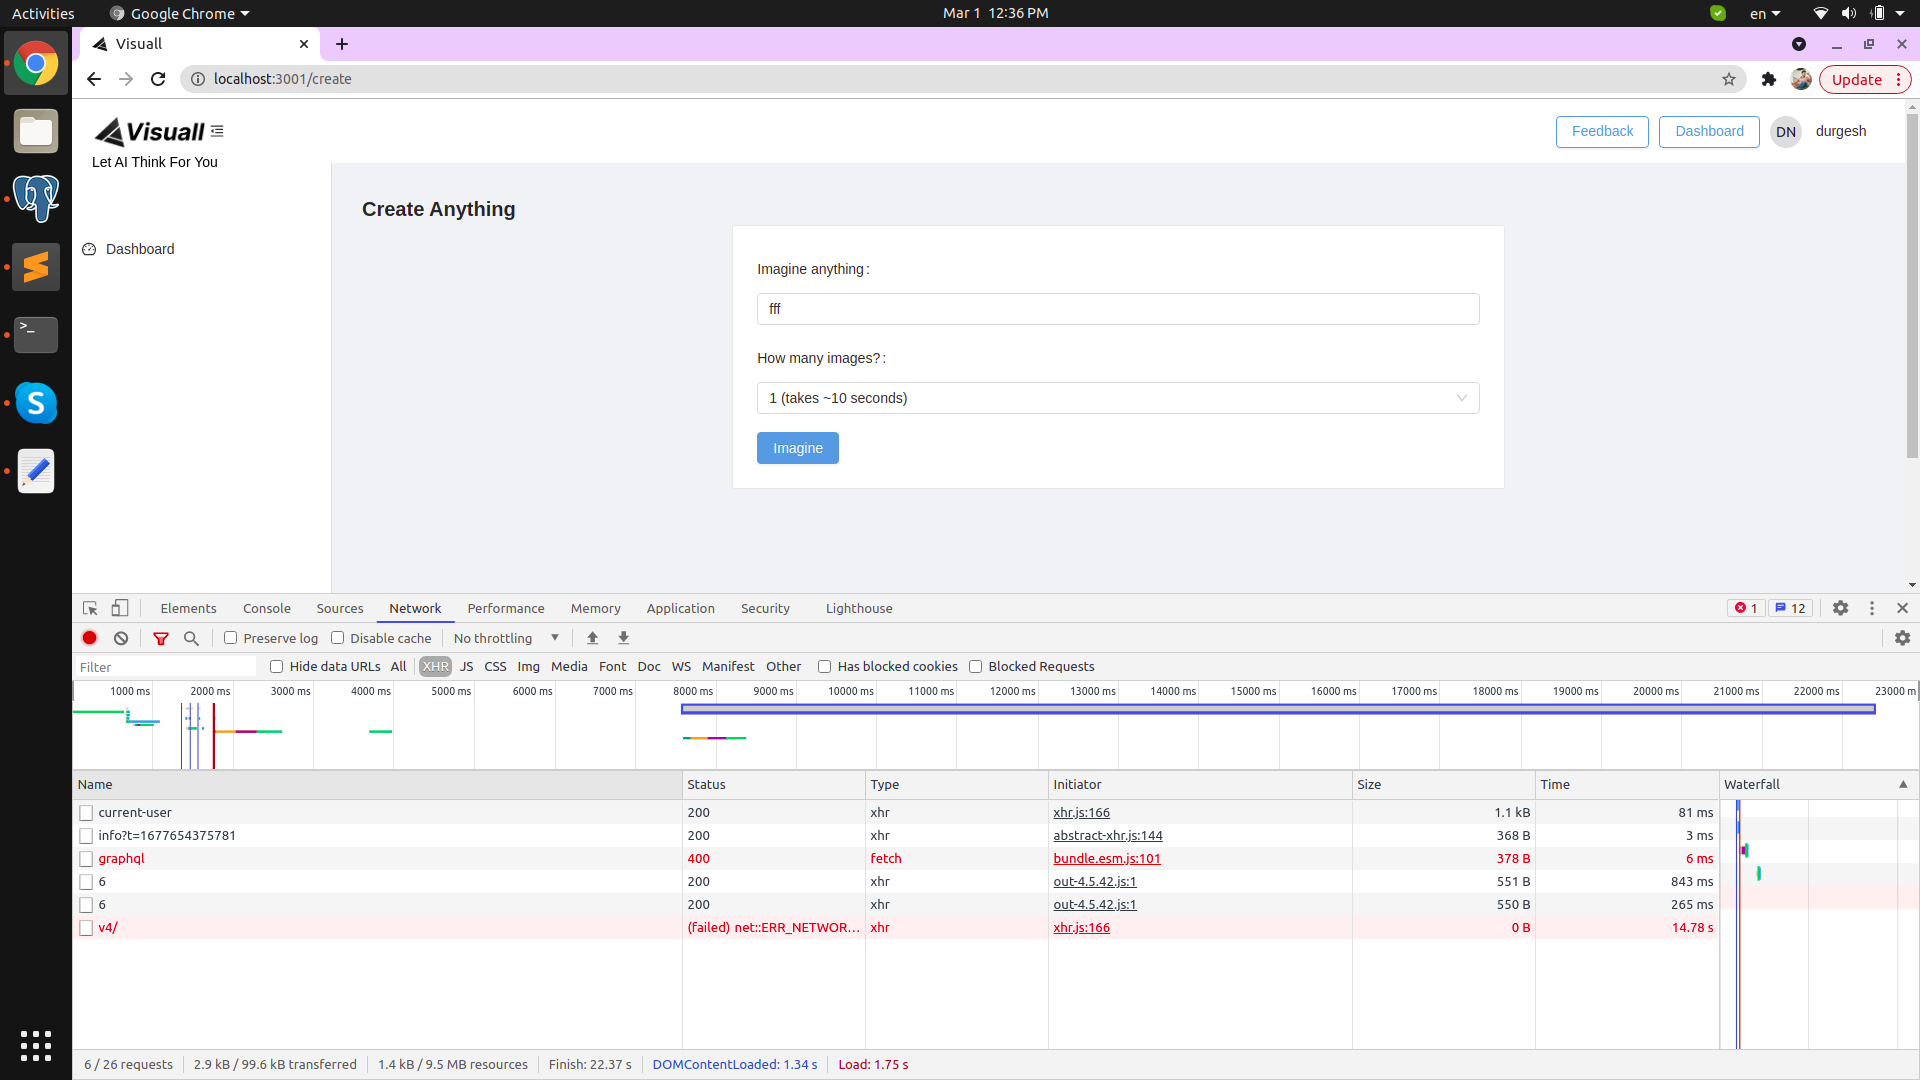 Activities
Google Chrome
Mar 1 12:36 PM
en
Visuall
localhost:3001/create
Update
Visuall
Let AI Think For You
Feedback
Dashboard
DN
durgesh
Dashboard
Create Anything
Imagine anything:
fff
How many images?:
1 (takes ~10 seconds)
Imagine
Elements Console Sources Network Performance Memory Application Security Lighthouse
1 12
Preserve log Disable cache No throttling
Filter Hide data URLs All XHR JS CSS Img Media Font Doc WS Manifest Other Has blocked cookies Blocked Requests
1000 ms 2000 ms 3000 ms 4000 ms 5000 ms 6000 ms 7000 ms 8000 ms 9000 ms 10000 ms 11000 ms 12000 ms 13000 ms 14000 ms 15000 ms 16000 ms 17000 ms 18000 ms 19000 ms 20000 ms 21000 ms 22000 ms 23000 m
Name Status Type Initiator Size Time Waterfall
current-user 200 xhr xhr.js:166 1.1 kB 81 ms
info?t=1677654375781 200 xhr abstract-xhr.js:144 368 B 3 ms
graphql 400 fetch bundle.esm.js:101 378 B 6 ms
6 200 xhr out-4.5.42.js:1 551 B 843 ms
6 200 xhr out-4.5.42.js:1 550 B 265 ms
v4/ (failed) net::ERR_NETWOR... xhr xhr.js:166 0 B 14.78 s
6 / 26 requests 2.9 kB / 99.6 kB transferred 1.4 kB / 9.5 MB resources Finish: 22.37 s DOMContentLoaded: 1.34 s Load: 1.75 s